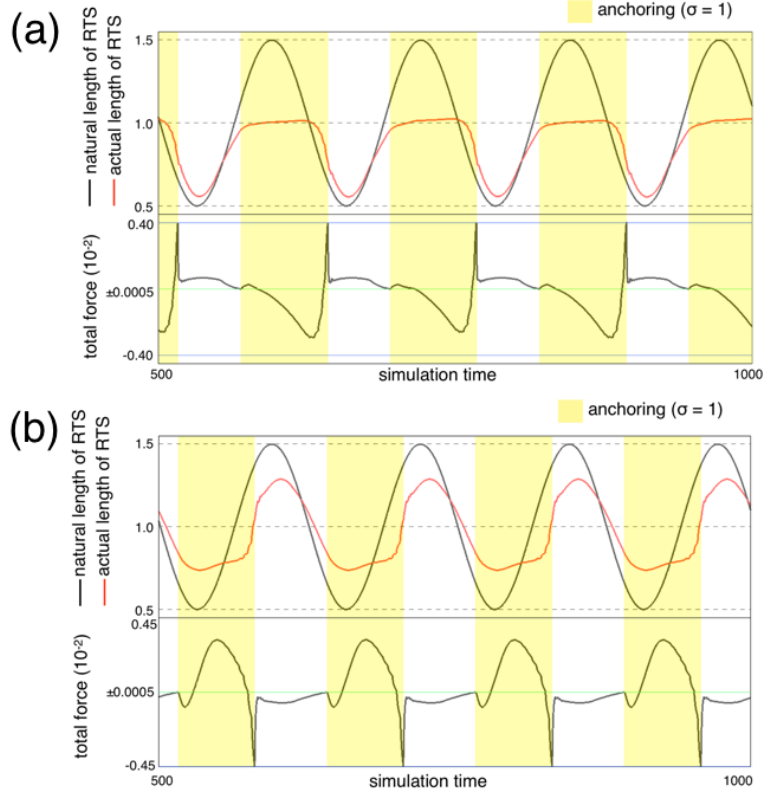 (a)
anchoring (σ = 1)
natural length of RTS
actual length of RTS
1.5
1.0
0.5
total force (10⁻²)
0.40
±0.0005
-0.40
500
simulation time
1000
(b)
anchoring (σ = 1)
natural length of RTS
actual length of RTS
1.5
1.0
0.5
total force (10⁻²)
0.45
±0.0005
-0.45
500
simulation time
1000